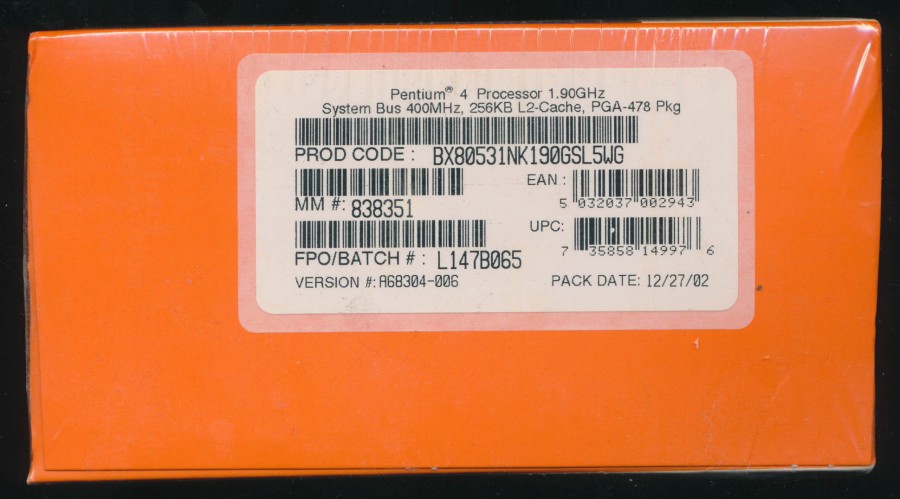 Pentium® 4 Processor 1.90GHz
System Bus 400MHz, 256KB L2-Cache, PGA-478 Pkg
PROD CODE : BX80531NK190GSL5WG
MM #: 838351
EAN :
5 032037 002943
UPC:
7 35858 14997 6
FPO/BATCH # : L147B065
VERSION #: A68304-006
PACK DATE: 12/27/02